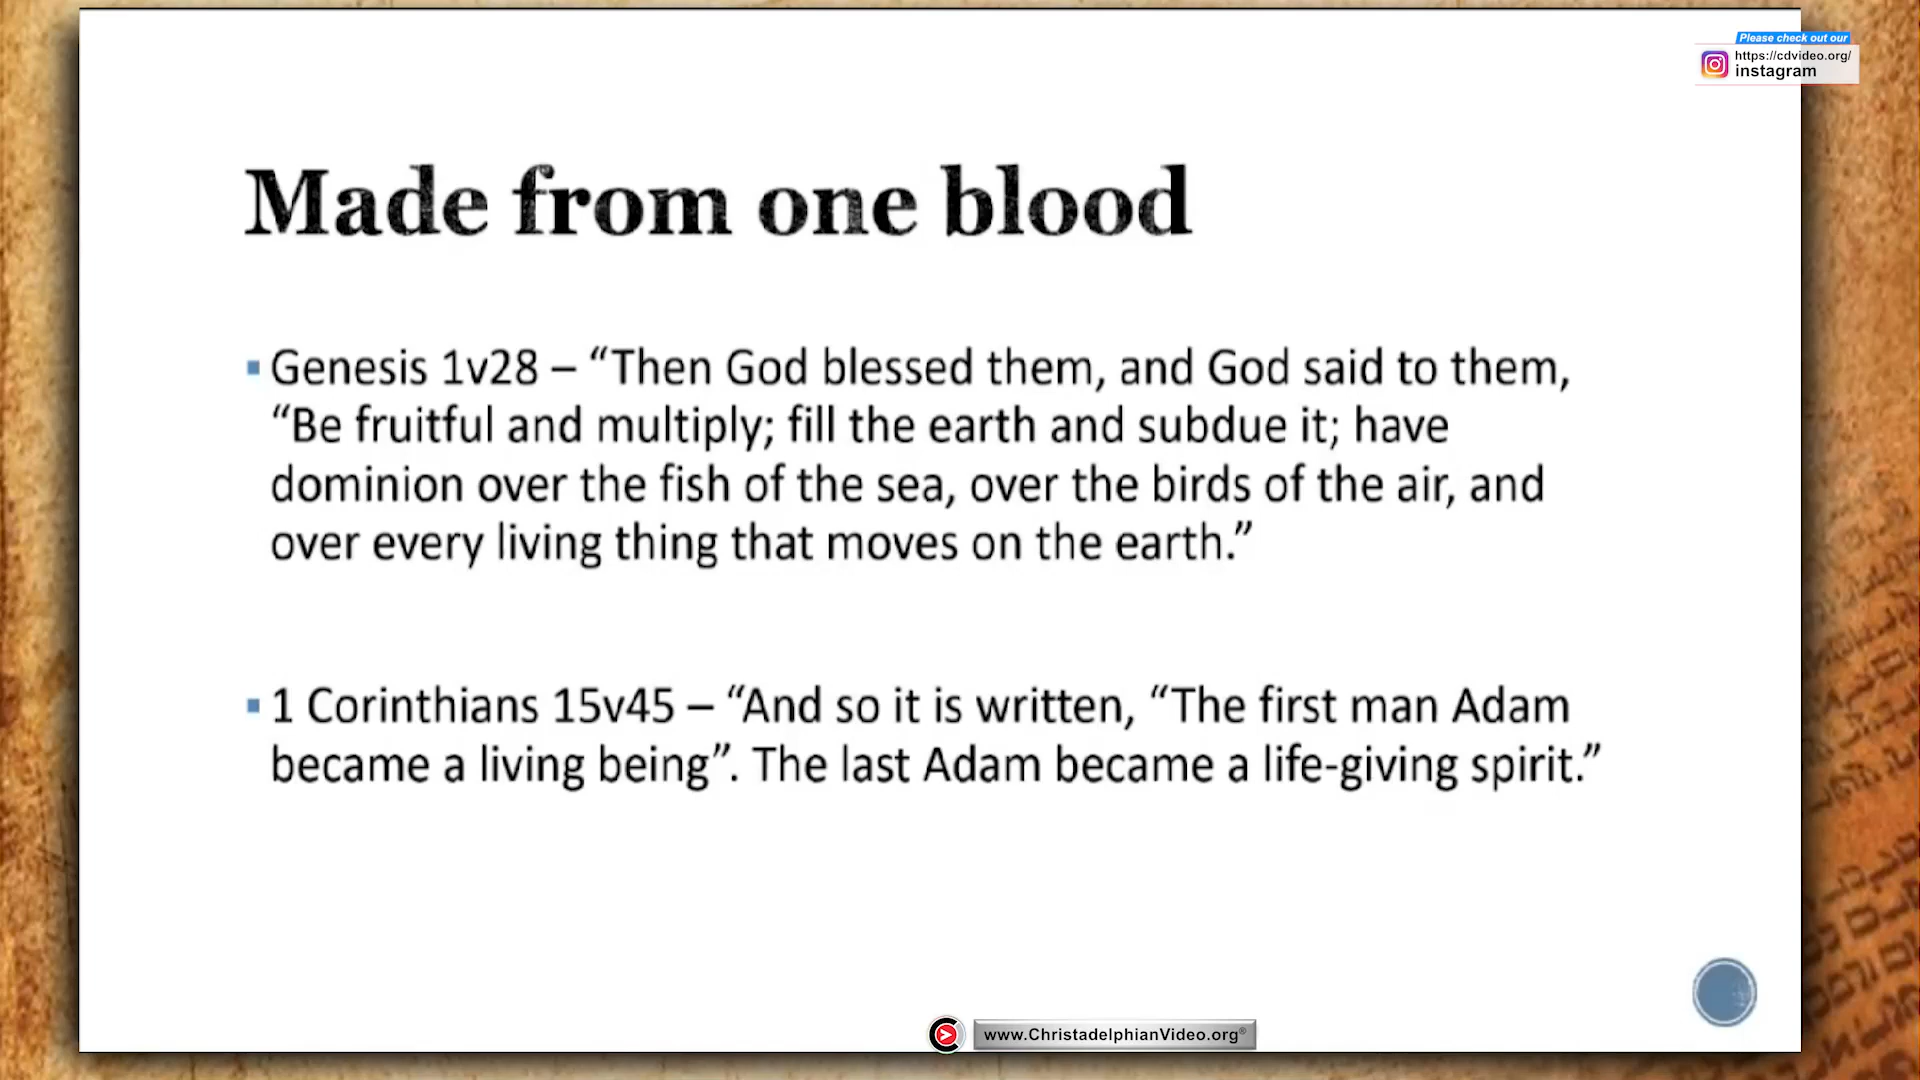 Please check out our
https://cdvideo.org/
instagram
Made from one blood
Genesis 1v28 – “Then God blessed them, and God said to them,
“Be fruitful and multiply; fill the earth and subdue it; have
dominion over the fish of the sea, over the birds of the air, and
over every living thing that moves on the earth.”
1 Corinthians 15v45 – “And so it is written, “The first man Adam
became a living being”. The last Adam became a life-giving spirit.”
www.ChristadelphianVideo.org®